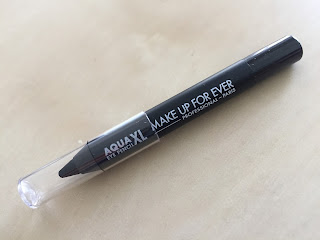 AQUA XL
EYE PENCIL
MAKE UP FOR EVER
PROFESSIONAL - PARIS